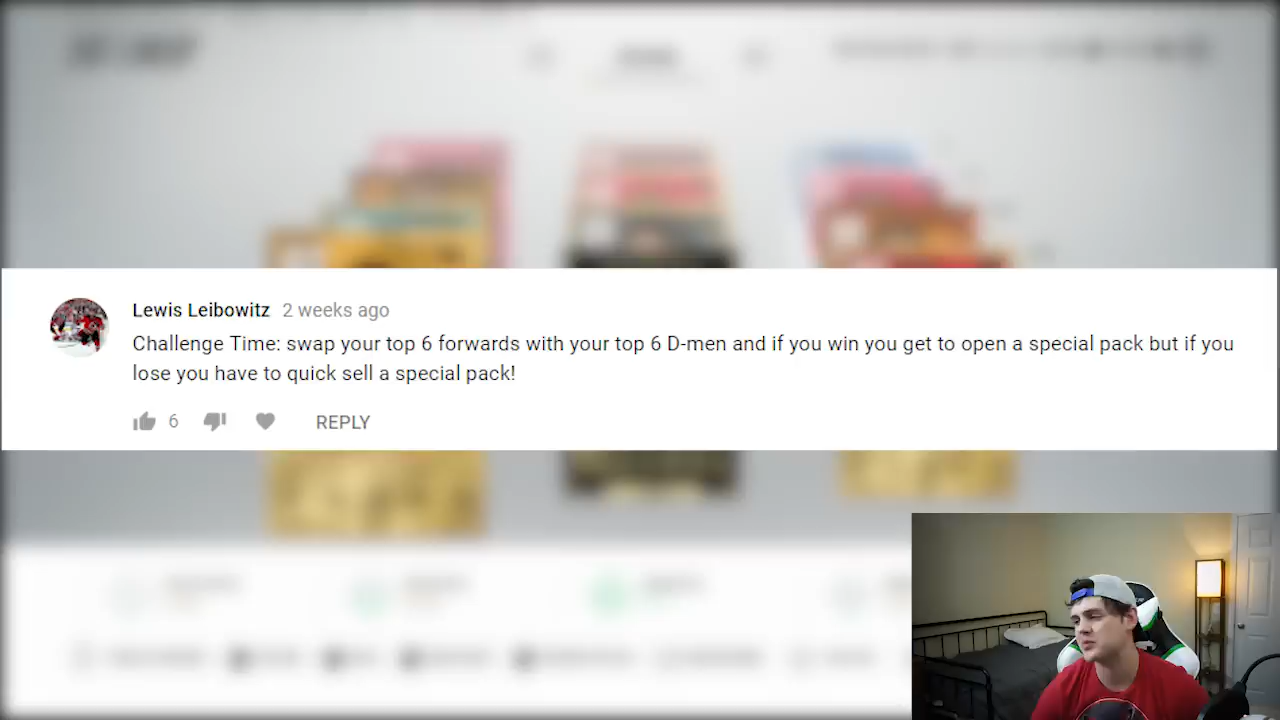 Lewis Leibowitz 2 weeks ago
Challenge Time: swap your top 6 forwards with your top 6 D-men and if you win you get to open a special pack but if you
lose you have to quick sell a special pack!
6 REPLY